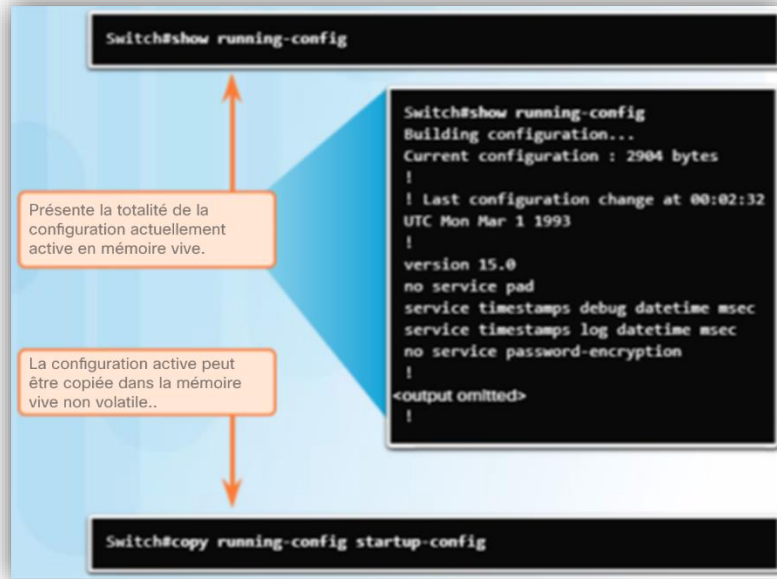 Switch#show running-config
Présente la totalité de la
configuration actuellement
active en mémoire vive.
Switch#show running-config
Building configuration...
Current configuration : 2904 bytes
!
! Last configuration change at 00:02:32
UTC Mon Mar 1 1993
!
version 15.0
no service pad
service timestamps debug datetime msec
service timestamps log datetime msec
no service password-encryption
!
<output omitted>
!
La configuration active peut
être copiée dans la mémoire
vive non volatile..
Switch#copy running-config startup-config